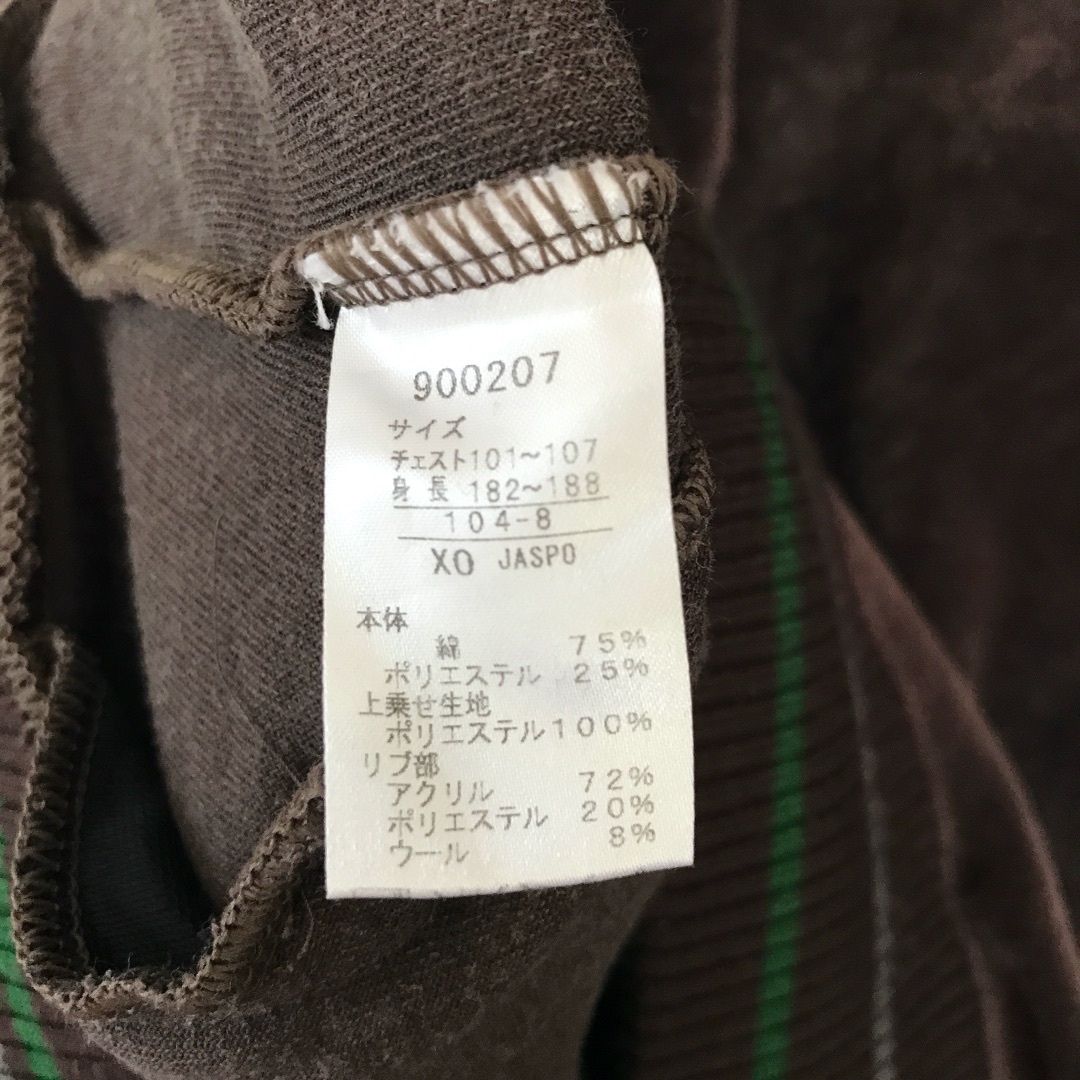 900207
サイズ
チェスト101~107
身長 182~188
104-8
XO JASPO
本体
綿 75%
ポリエステル 25%
上乗せ生地
ポリエステル100%
リブ部
アクリル 72%
ポリエステル 20%
ウール 8%